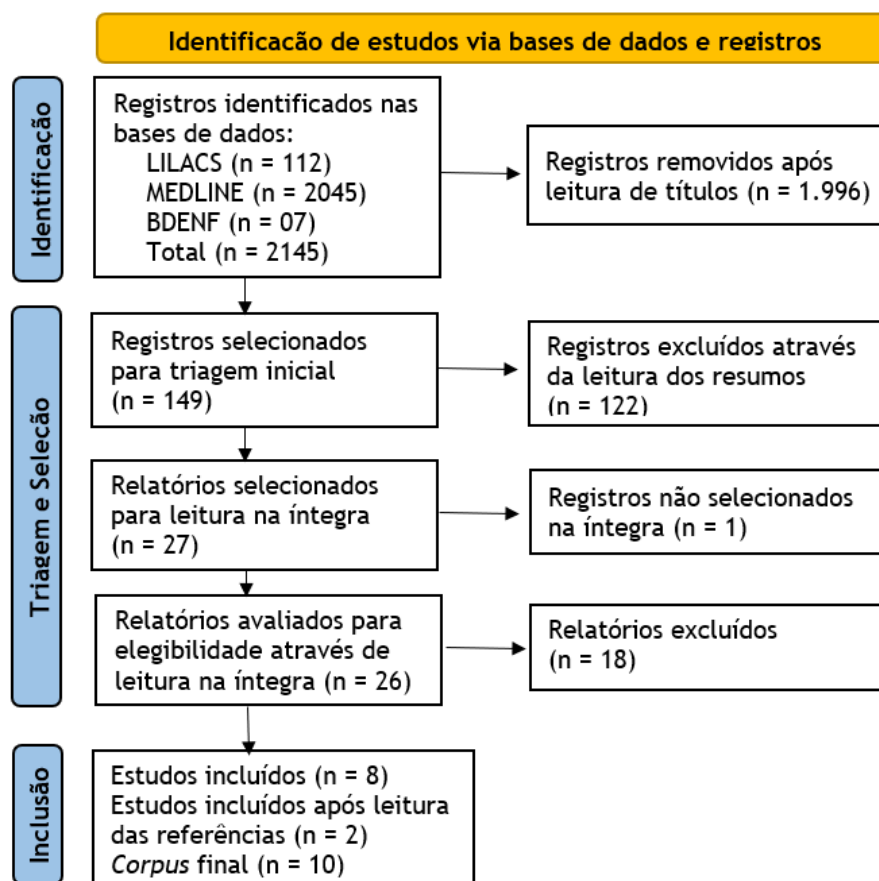 Identificação de estudos via bases de dados e registros
Identificação
Registros identificados nas
bases de dados:
LILACS (n = 112)
MEDLINE (n = 2045)
BDENF (n = 07)
Total (n = 2145)
Registros removidos após
leitura de títulos (n = 1.996)
Triagem e Seleção
Registros selecionados
para triagem inicial
(n = 149)
Registros excluídos através
da leitura dos resumos
(n = 122)
Relatórios selecionados
para leitura na íntegra
(n = 27)
Registros não selecionados
na íntegra (n = 1)
Relatórios avaliados para
elegibilidade através de
leitura na íntegra (n = 26)
Relatórios excluídos
(n = 18)
Inclusão
Estudos incluídos (n = 8)
Estudos incluídos após leitura
das referências (n = 2)
Corpus final (n = 10)